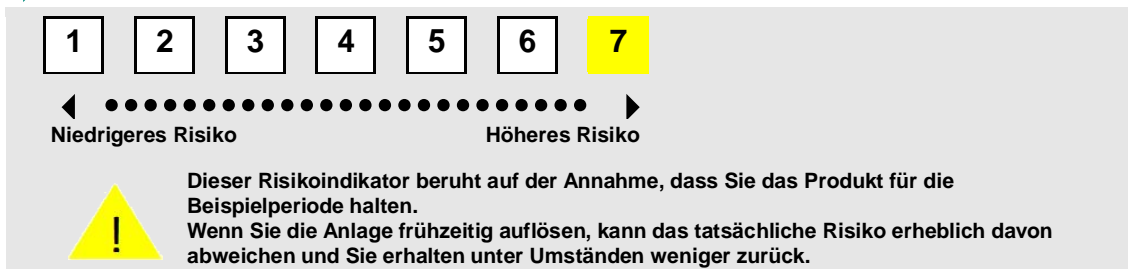 1 2 3 4 5 6 7
Niedrigeres Risiko Höheres Risiko
Dieser Risikoindikator beruht auf der Annahme, dass Sie das Produkt für die
Beispielperiode halten.
! Wenn Sie die Anlage frühzeitig auflösen, kann das tatsächliche Risiko erheblich davon
abweichen und Sie erhalten unter Umständen weniger zurück.